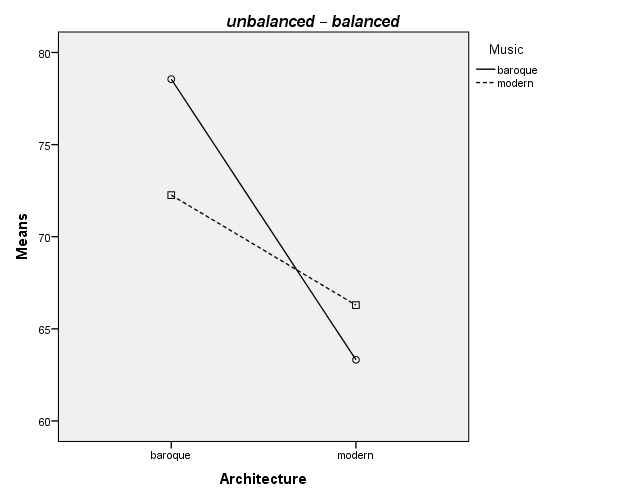 unbalanced – balanced
Music
baroque
modern
80
75
70
65
60
Means
baroque
modern
Architecture